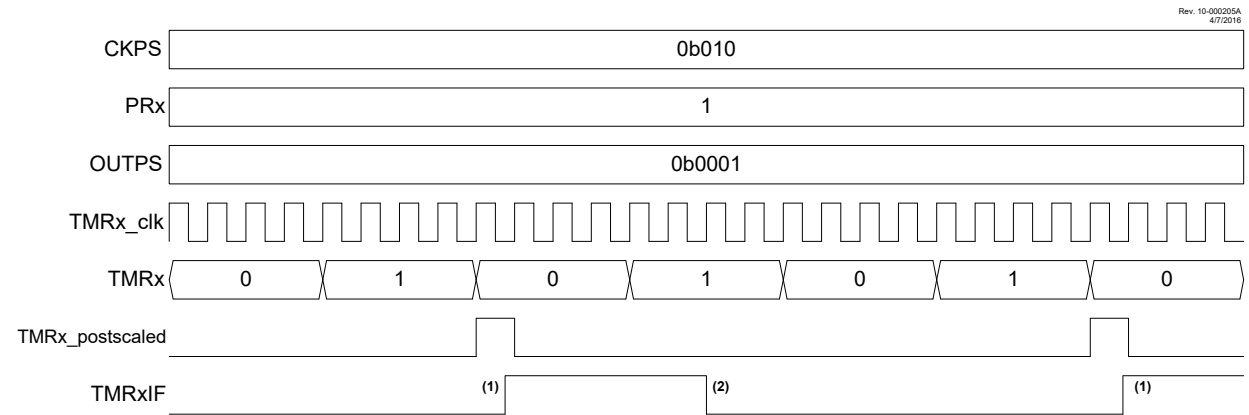 Rev. 10-000205A
4/7/2016
CKPS 0b010
PRx 1
OUTPS 0b0001
TMRx_clk
TMRx 0 1 0 1 0 1 0
TMRx_postscaled
TMRxIF (1) (2) (1)